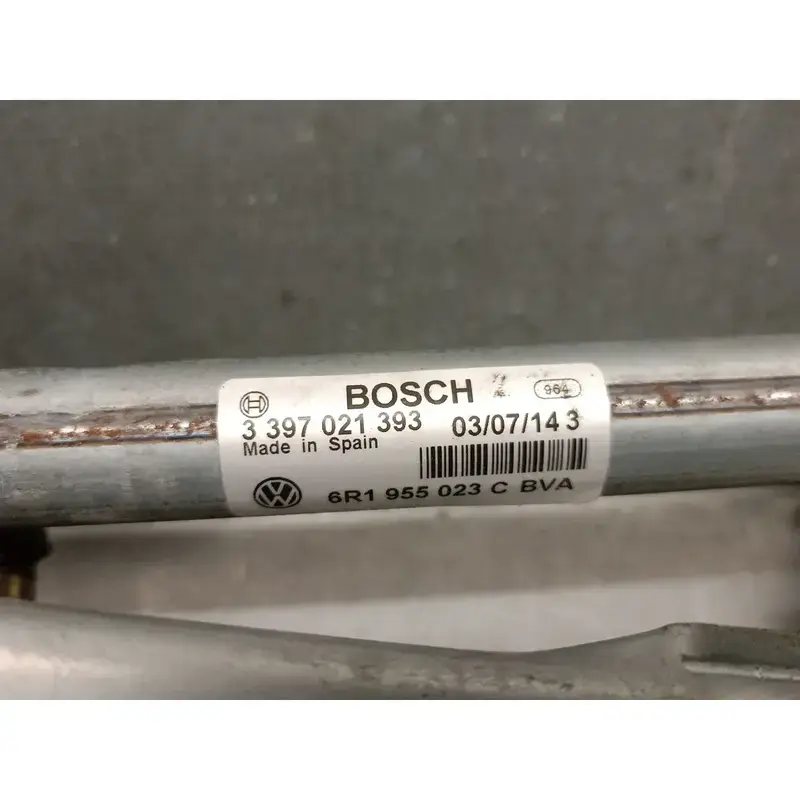 BOSCH 964
3 397 021 393 03/07/14 3
Made in Spain
6R1 955 023 C BVA